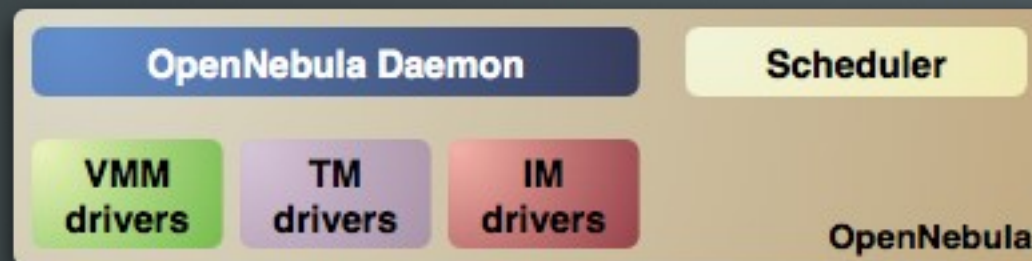 OpenNebula Daemon
Scheduler
VMM
drivers
TM
drivers
IM
drivers
OpenNebula